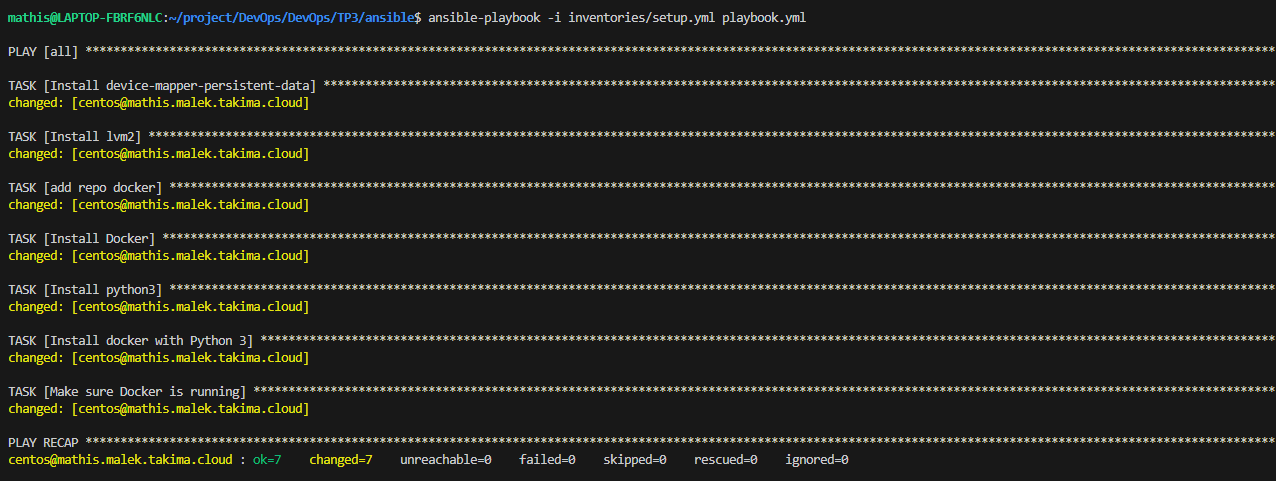 mathis@LAPTOP-FBRF6NLC:~/project/DevOps/DevOps/TP3/ansible$ ansible-playbook -i inventories/setup.yml playbook.yml
PLAY [all] **********************************************************************************************************************************************************************
TASK [Install device-mapper-persistent-data] ****************************************************************************************************************************************
changed: [centos@mathis.malek.takima.cloud]
TASK [Install lvm2] *****************************************************************************************************************************************************************
changed: [centos@mathis.malek.takima.cloud]
TASK [add repo docker] **************************************************************************************************************************************************************
changed: [centos@mathis.malek.takima.cloud]
TASK [Install Docker] ***************************************************************************************************************************************************************
changed: [centos@mathis.malek.takima.cloud]
TASK [Install python3] **************************************************************************************************************************************************************
changed: [centos@mathis.malek.takima.cloud]
TASK [Install docker with Python 3] *************************************************************************************************************************************************
changed: [centos@mathis.malek.takima.cloud]
TASK [Make sure Docker is running] **************************************************************************************************************************************************
changed: [centos@mathis.malek.takima.cloud]
PLAY RECAP **************************************************************************************************************************************************************************
centos@mathis.malek.takima.cloud : ok=7    changed=7    unreachable=0    failed=0    skipped=0    rescued=0    ignored=0